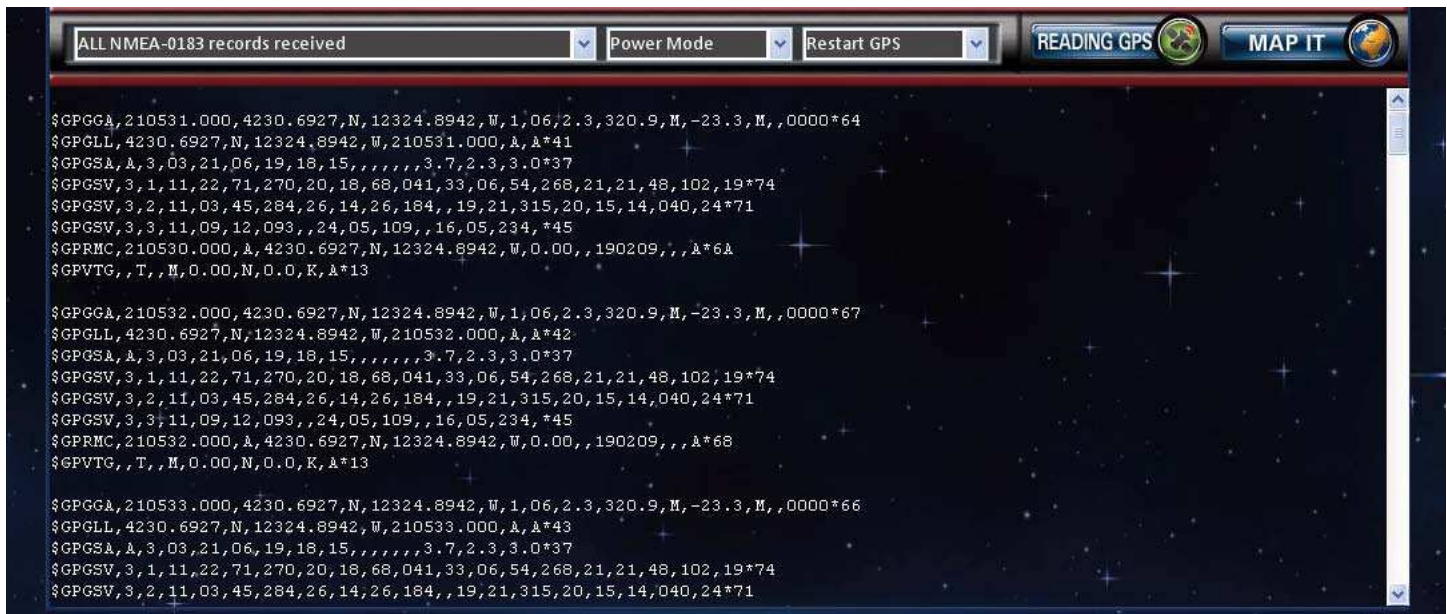 ALL NMEA-0183 records received Power Mode Restart GPS READING GPS MAP IT
$GPGGA,210531.000,4230.6927,N,12324.8942,W,1,06,2.3,320.9,M,-23.3,M,,0000*64
$GPGLL,4230.6927,N,12324.8942,W,210531.000,A,A*41
$GPGSA,A,3,03,21,06,19,18,15,,,,,,,3.7,2.3,3.0*37
$GPGSV,3,1,11,22,71,270,20,18,68,041,33,06,54,268,21,21,48,102,19*74
$GPGSV,3,2,11,03,45,284,26,14,26,184,,19,21,315,20,15,14,040,24*71
$GPGSV,3,3,11,09,12,093,,24,05,109,,16,05,234,*45
$GPRMC,210530.000,A,4230.6927,N,12324.8942,W,0.00,,190209,,,A*6A
$GPVTG,,T,,M,0.00,N,0.0,K,A*13
$GPGGA,210532.000,4230.6927,N,12324.8942,W,1,06,2.3,320.9,M,-23.3,M,,0000*67
$GPGLL,4230.6927,N,12324.8942,W,210532.000,A,A*42
$GPGSA,A,3,03,21,06,19,18,15,,,,,,,3.7,2.3,3.0*37
$GPGSV,3,1,11,22,71,270,20,18,68,041,33,06,54,268,21,21,48,102,19*74
$GPGSV,3,2,11,03,45,284,26,14,26,184,,19,21,315,20,15,14,040,24*71
$GPGSV,3,3,11,09,12,093,,24,05,109,,16,05,234,*45
$GPRMC,210532.000,A,4230.6927,N,12324.8942,W,0.00,,190209,,,A*68
$GPVTG,,T,,M,0.00,N,0.0,K,A*13
$GPGGA,210533.000,4230.6927,N,12324.8942,W,1,06,2.3,320.9,M,-23.3,M,,0000*66
$GPGLL,4230.6927,N,12324.8942,W,210533.000,A,A*43
$GPGSA,A,3,03,21,06,19,18,15,,,,,,,3.7,2.3,3.0*37
$GPGSV,3,1,11,22,71,270,20,18,68,041,33,06,54,268,21,21,48,102,19*74
$GPGSV,3,2,11,03,45,284,26,14,26,184,,19,21,315,20,15,14,040,24*71